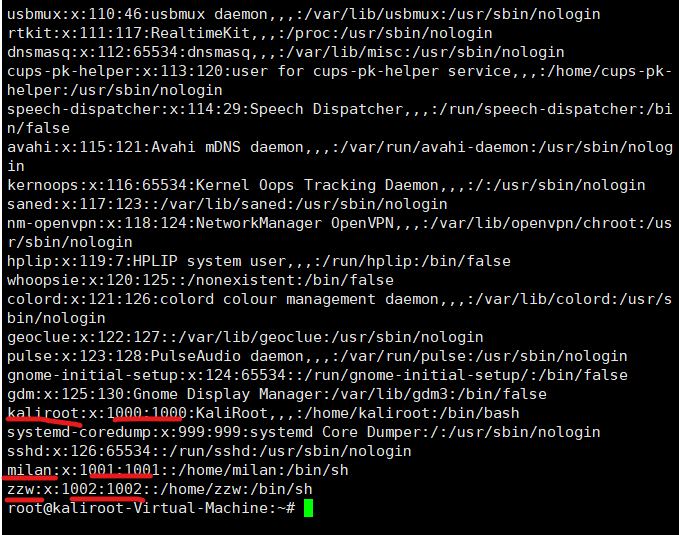 usbmux:x:110:46:usbmux daemon,,,:/var/lib/usbmux:/usr/sbin/nologin
rtkit:x:111:117:RealtimeKit,,,:/proc:/usr/sbin/nologin
dnsmasq:x:112:65534:dnsmasq,,,:/var/lib/misc:/usr/sbin/nologin
cups-pk-helper:x:113:120:user for cups-pk-helper service,,,:/home/cups-pk-
helper:/usr/sbin/nologin
speech-dispatcher:x:114:29:Speech Dispatcher,,,:/run/speech-dispatcher:/bi
n/false
avahi:x:115:121:Avahi mDNS daemon,,,:/var/run/avahi-daemon:/usr/sbin/nolog
in
kernoops:x:116:65534:Kernel Oops Tracking Daemon,,,:/:/usr/sbin/nologin
saned:x:117:123::/var/lib/saned:/usr/sbin/nologin
nm-openvpn:x:118:124:NetworkManager OpenVPN,,,:/var/lib/openvpn/chroot:/us
r/sbin/nologin
hplip:x:119:7:HPLIP system user,,,:/run/hplip:/bin/false
whoopsie:x:120:125::/nonexistent:/bin/false
colord:x:121:126:colord colour management daemon,,,:/var/lib/colord:/usr/s
bin/nologin
geoclue:x:122:127::/var/lib/geoclue:/usr/sbin/nologin
pulse:x:123:128:PulseAudio daemon,,,:/var/run/pulse:/usr/sbin/nologin
gnome-initial-setup:x:124:65534::/run/gnome-initial-setup/:/bin/false
gdm:x:125:130:Gnome Display Manager:/var/lib/gdm3:/bin/false
kaliroot:x:1000:1000:KaliRoot,,,:/home/kaliroot:/bin/bash
systemd-coredump:x:999:999:systemd Core Dumper:/:/usr/sbin/nologin
sshd:x:126:65534::/run/sshd:/usr/sbin/nologin
milan:x:1001:1001::/home/milan:/bin/sh
zzw:x:1002:1002::/home/zzw:/bin/sh
root@kaliroot-Virtual-Machine:~#